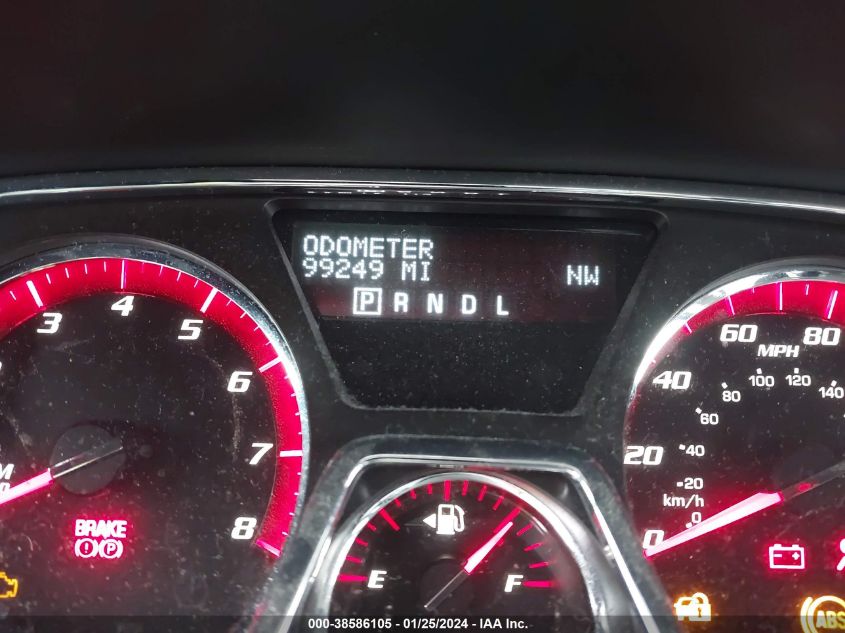 ODOMETER
99249 MI NW
P R N D L
3 4 5 6 7 8
BRAKE
P
E F
0 20 40 60 80
MPH
km/h
0 20 40 60 80 100 120 140
ABS
000-38586105 - 01/25/2024 - IAA Inc.